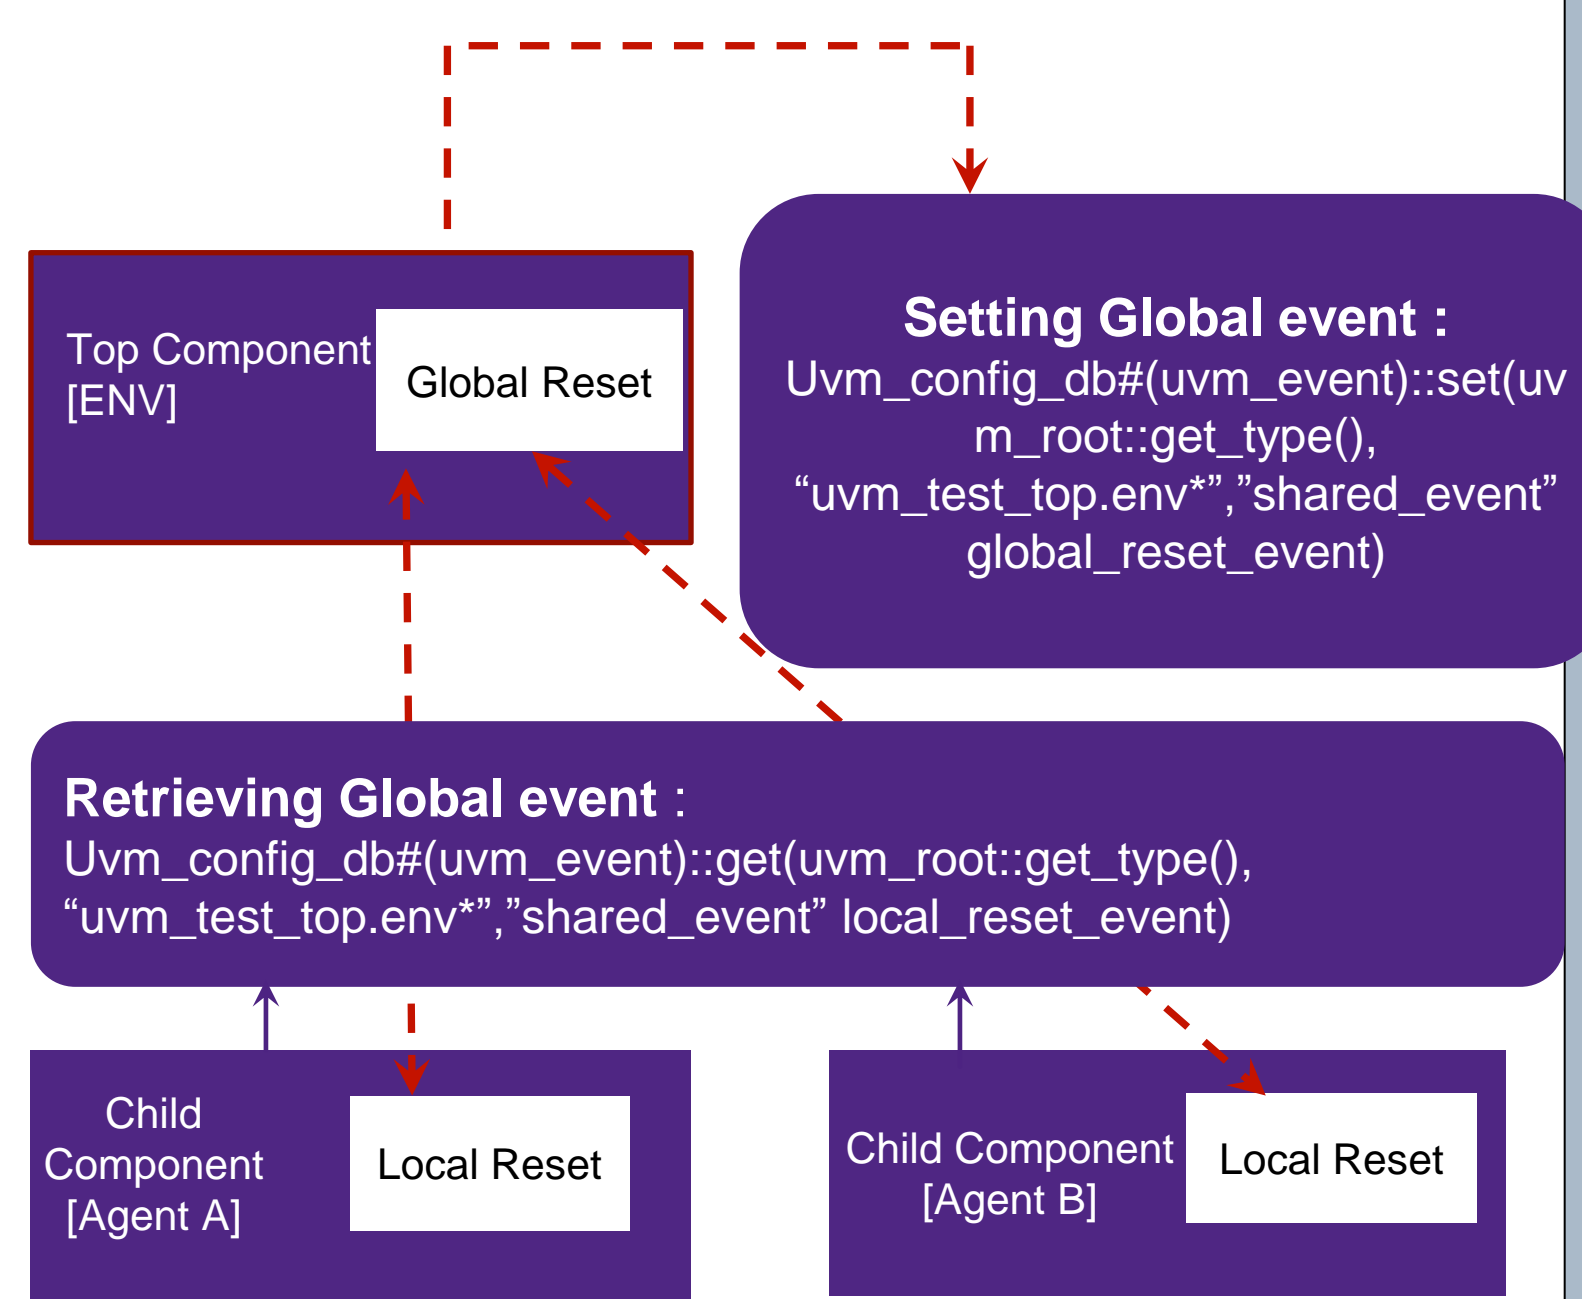 Top Component
[ENV]
Global Reset
Setting Global event :
Uvm_config_db#(uvm_event)::set(uv
m_root::get_type(),
“uvm_test_top.env*”,”shared_event”
global_reset_event)
Retrieving Global event :
Uvm_config_db#(uvm_event)::get(uvm_root::get_type(),
“uvm_test_top.env*”,”shared_event” local_reset_event)
Child
Component
[Agent A]
Local Reset
Child Component
[Agent B]
Local Reset